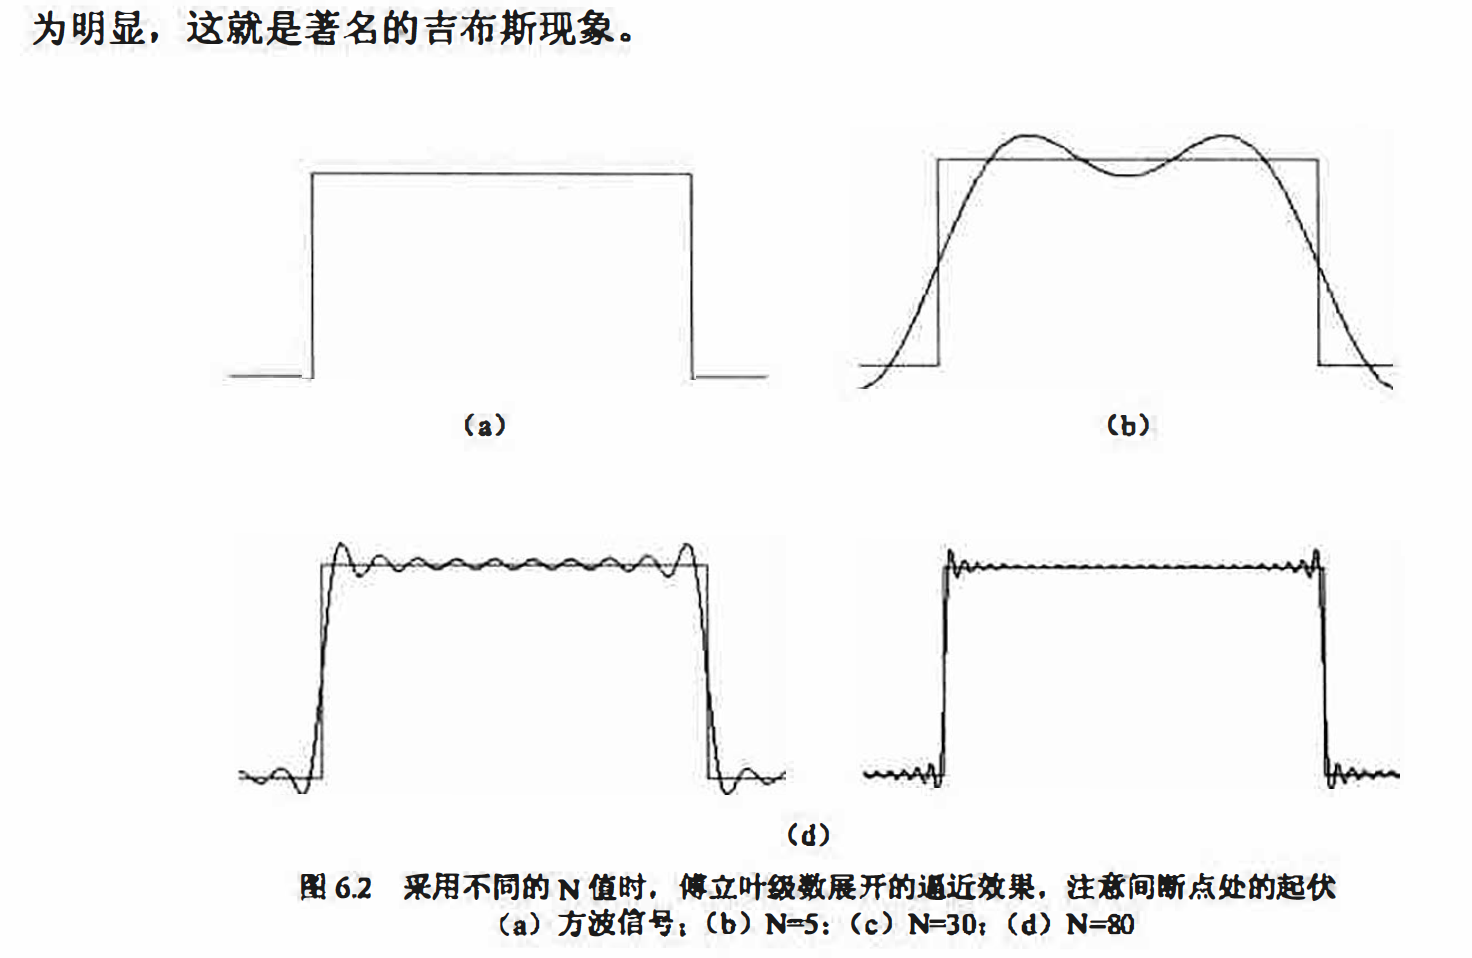 为明显，这就是著名的吉布斯现象。
（a）
（b）
（d）
图 6.2 采用不同的 N 值时，傅立叶级数展开的逼近效果，注意间断点处的起伏
（a）方波信号；（b）N=5；（c）N=30；（d）N=80